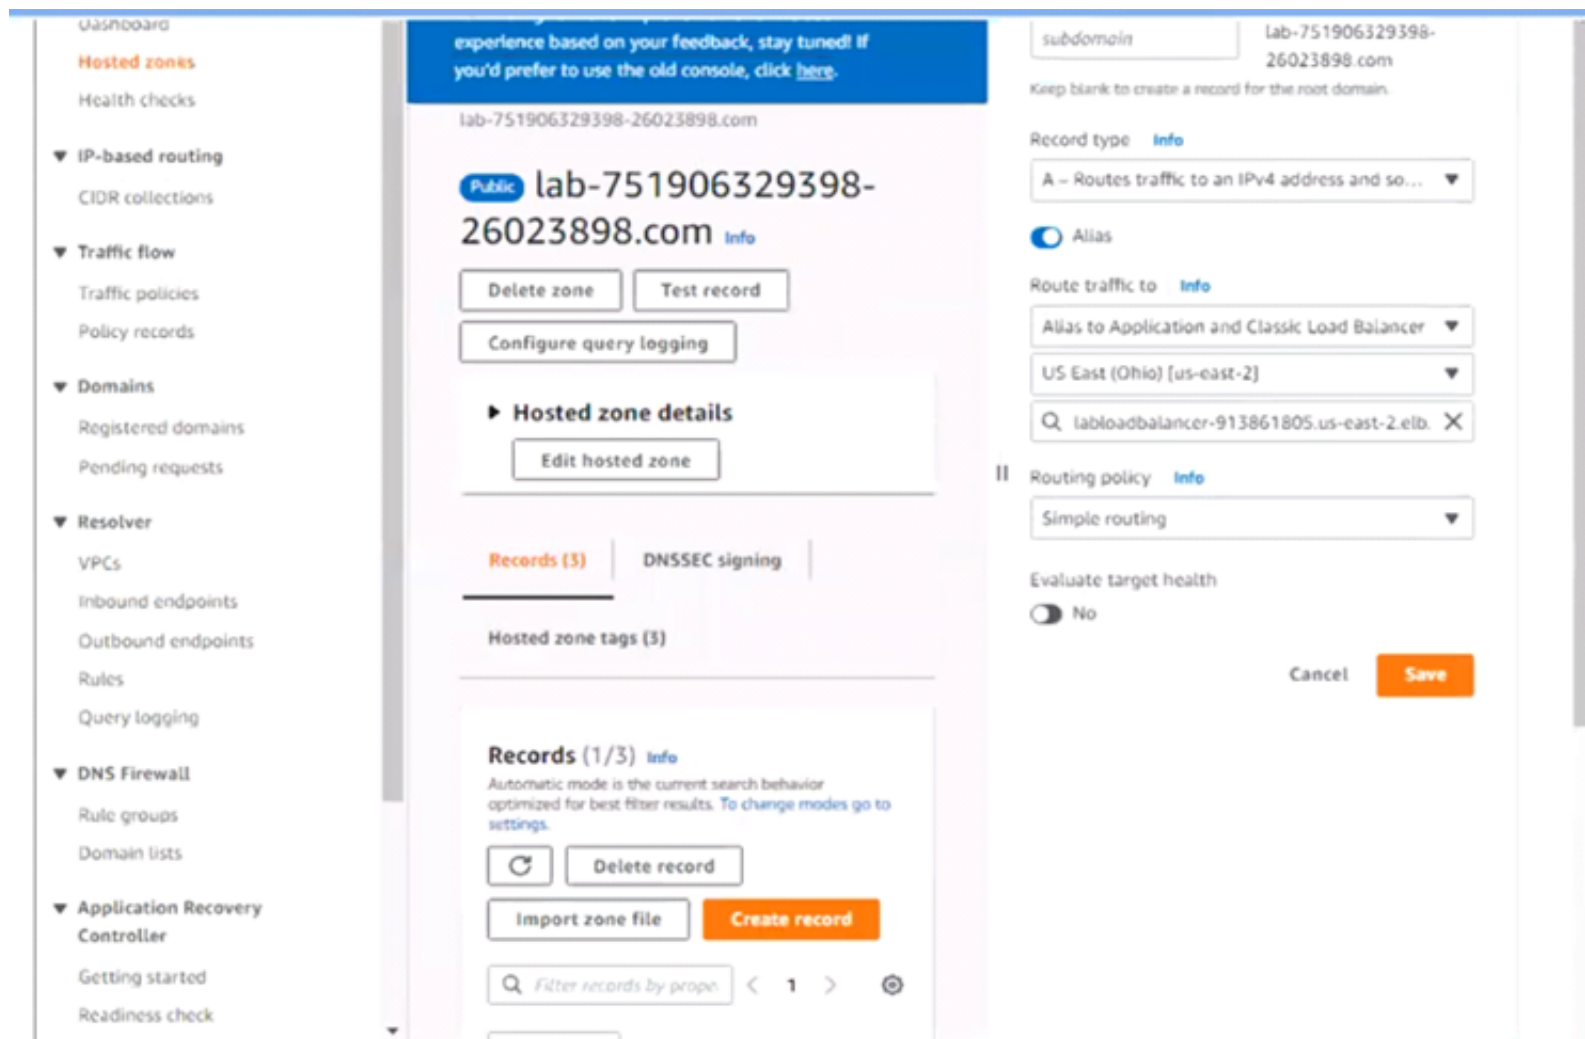 Dashboard
Hosted zones
Health checks
IP-based routing
CIDR collections
Traffic flow
Traffic policies
Policy records
Domains
Registered domains
Pending requests
Resolver
VPCs
Inbound endpoints
Outbound endpoints
Rules
Query logging
DNS Firewall
Rule groups
Domain lists
Application Recovery
Controller
Getting started
Readiness check
experience based on your feedback, stay tuned! If
you'd prefer to use the old console, click here.
lab-751906329398-26023898.com
Public lab-751906329398-
26023898.com Info
Delete zone Test record
Configure query logging
Hosted zone details
Edit hosted zone
Records (3) DNSSEC signing
Hosted zone tags (3)
Records (1/3) Info
Automatic mode is the current search behavior
optimized for best filter results. To change modes go to
settings.
Delete record
Import zone file Create record
Filter records by prope 1
subdomain lab-751906329398-
26023898.com
Keep blank to create a record for the root domain.
Record type Info
A – Routes traffic to an IPv4 address and so...
Alias
Route traffic to Info
Alias to Application and Classic Load Balancer
US East (Ohio) [us-east-2]
labloadbalancer-913861805.us-east-2.elb.
Routing policy Info
Simple routing
Evaluate target health
No
Cancel Save